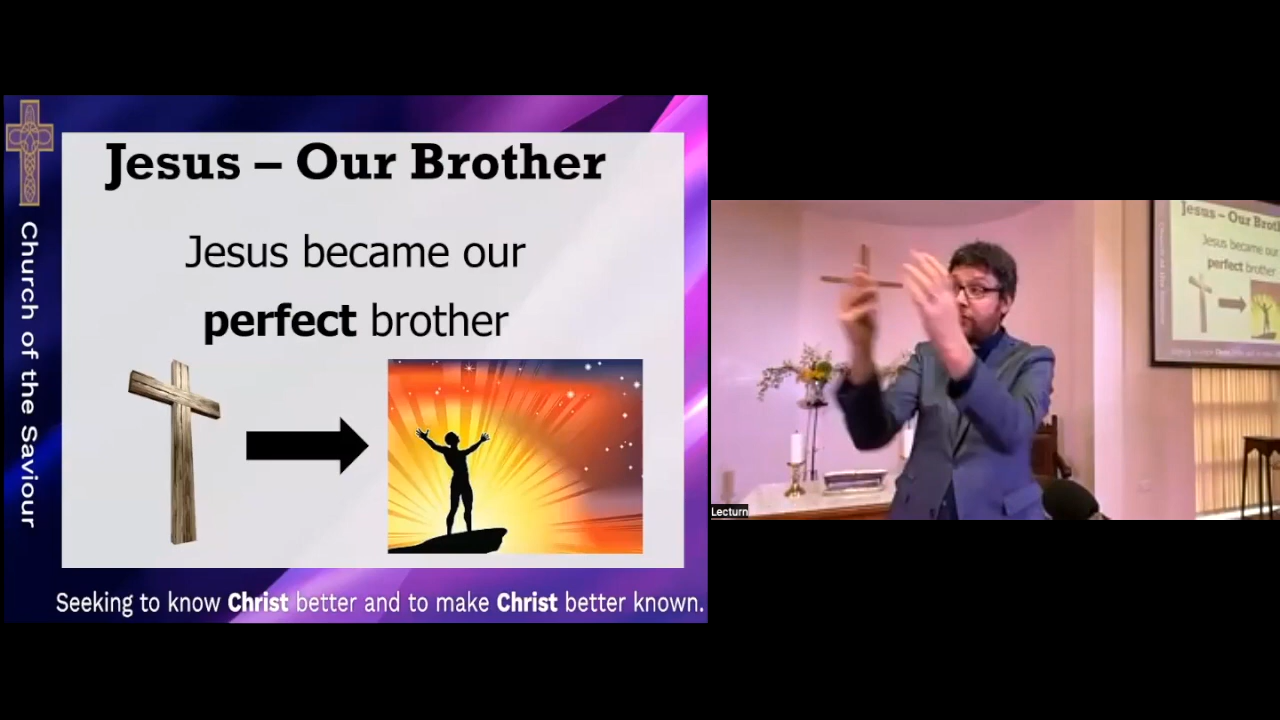 Jesus – Our Brother
Jesus became our
perfect brother
Church of the Saviour
Seeking to know Christ better and to make Christ better known.
Lecturn
Jesus – Our Brot
Jesus became our
perfect brother